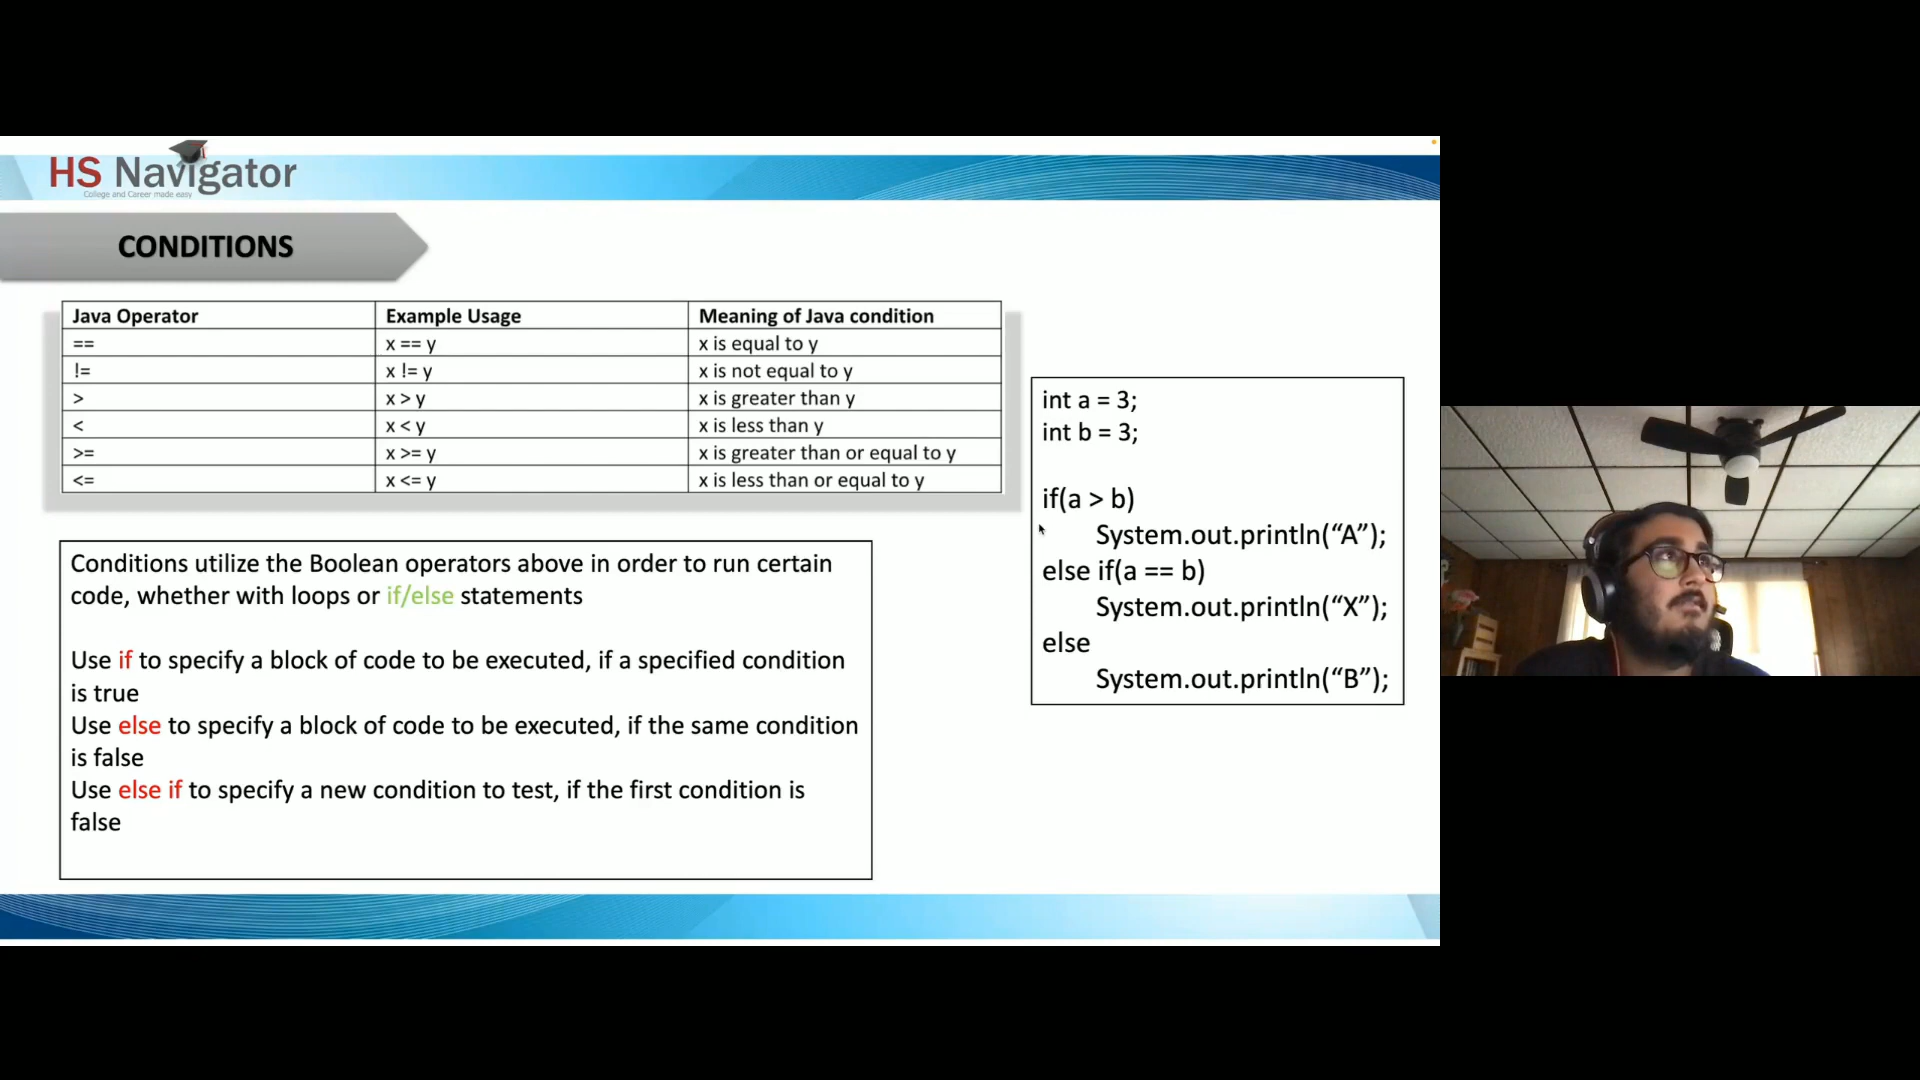 HS Navigator
College and Career made easy
CONDITIONS
Java Operator Example Usage Meaning of Java condition
== x == y x is equal to y
!= x != y x is not equal to y
> x > y x is greater than y
< x < y x is less than y
>= x >= y x is greater than or equal to y
<= x <= y x is less than or equal to y
Conditions utilize the Boolean operators above in order to run certain
code, whether with loops or if/else statements
Use if to specify a block of code to be executed, if a specified condition
is true
Use else to specify a block of code to be executed, if the same condition
is false
Use else if to specify a new condition to test, if the first condition is
false
int a = 3;
int b = 3;
if(a > b)
System.out.println(“A”);
else if(a == b)
System.out.println(“X”);
else
System.out.println(“B”);